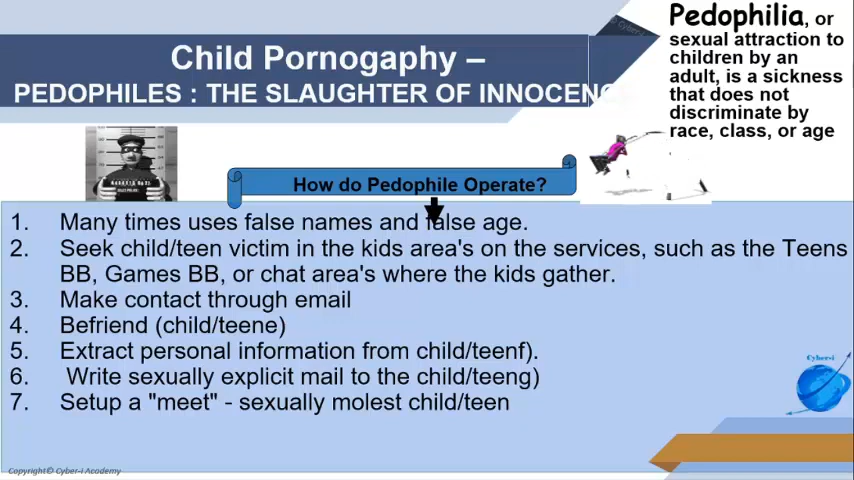 Child Pornogaphy –
PEDOPHILES : THE SLAUGHTER OF INNOCENC
Pedophilia, or
sexual attraction to
children by an
adult, is a sickness
that does not
discriminate by
race, class, or age
How do Pedophile Operate?
1. Many times uses false names and false age.
2. Seek child/teen victim in the kids area's on the services, such as the Teens
BB, Games BB, or chat area's where the kids gather.
3. Make contact through email
4. Befriend (child/teene)
5. Extract personal information from child/teenf).
6. Write sexually explicit mail to the child/teeng)
7. Setup a "meet" - sexually molest child/teen
Cyber-i
Copyright© Cyber-i Academy